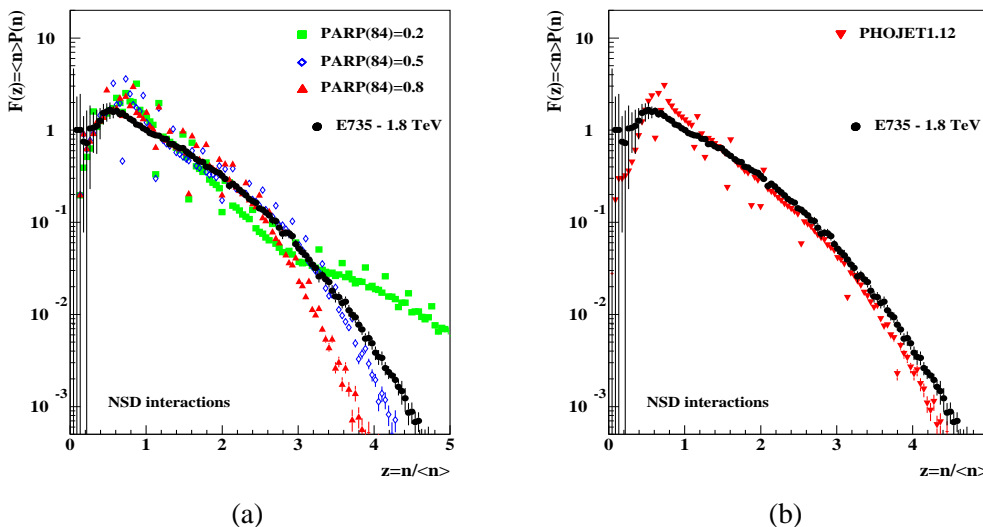 F(z)=<n>P(n)
10
1
10 -1
10 -2
10 -3
PARP(84)=0.2
PARP(84)=0.5
PARP(84)=0.8
E735 - 1.8 TeV
NSD interactions
0 1 2 3 4 5
z=n/<n>
(a)
F(z)=<n>P(n)
10
1
10 -1
10 -2
10 -3
PHOJET1.12
E735 - 1.8 TeV
NSD interactions
0 1 2 3 4
z=n/<n>
(b)